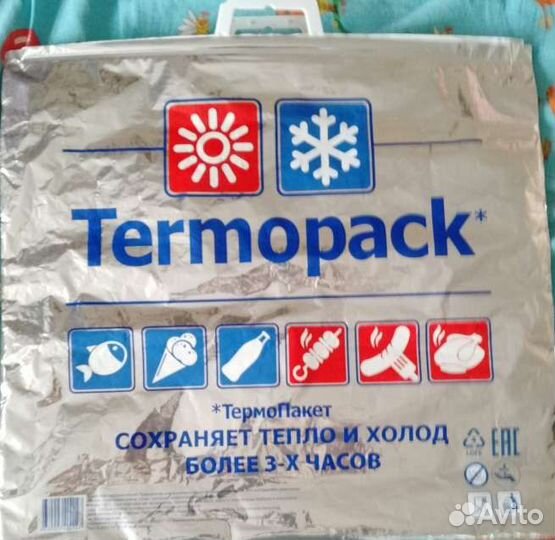 Termopack*
*ТермоПакет
СОХРАНЯЕТ ТЕПЛО И ХОЛОД
БОЛЕЕ 3-Х ЧАСОВ
EAC
Avito